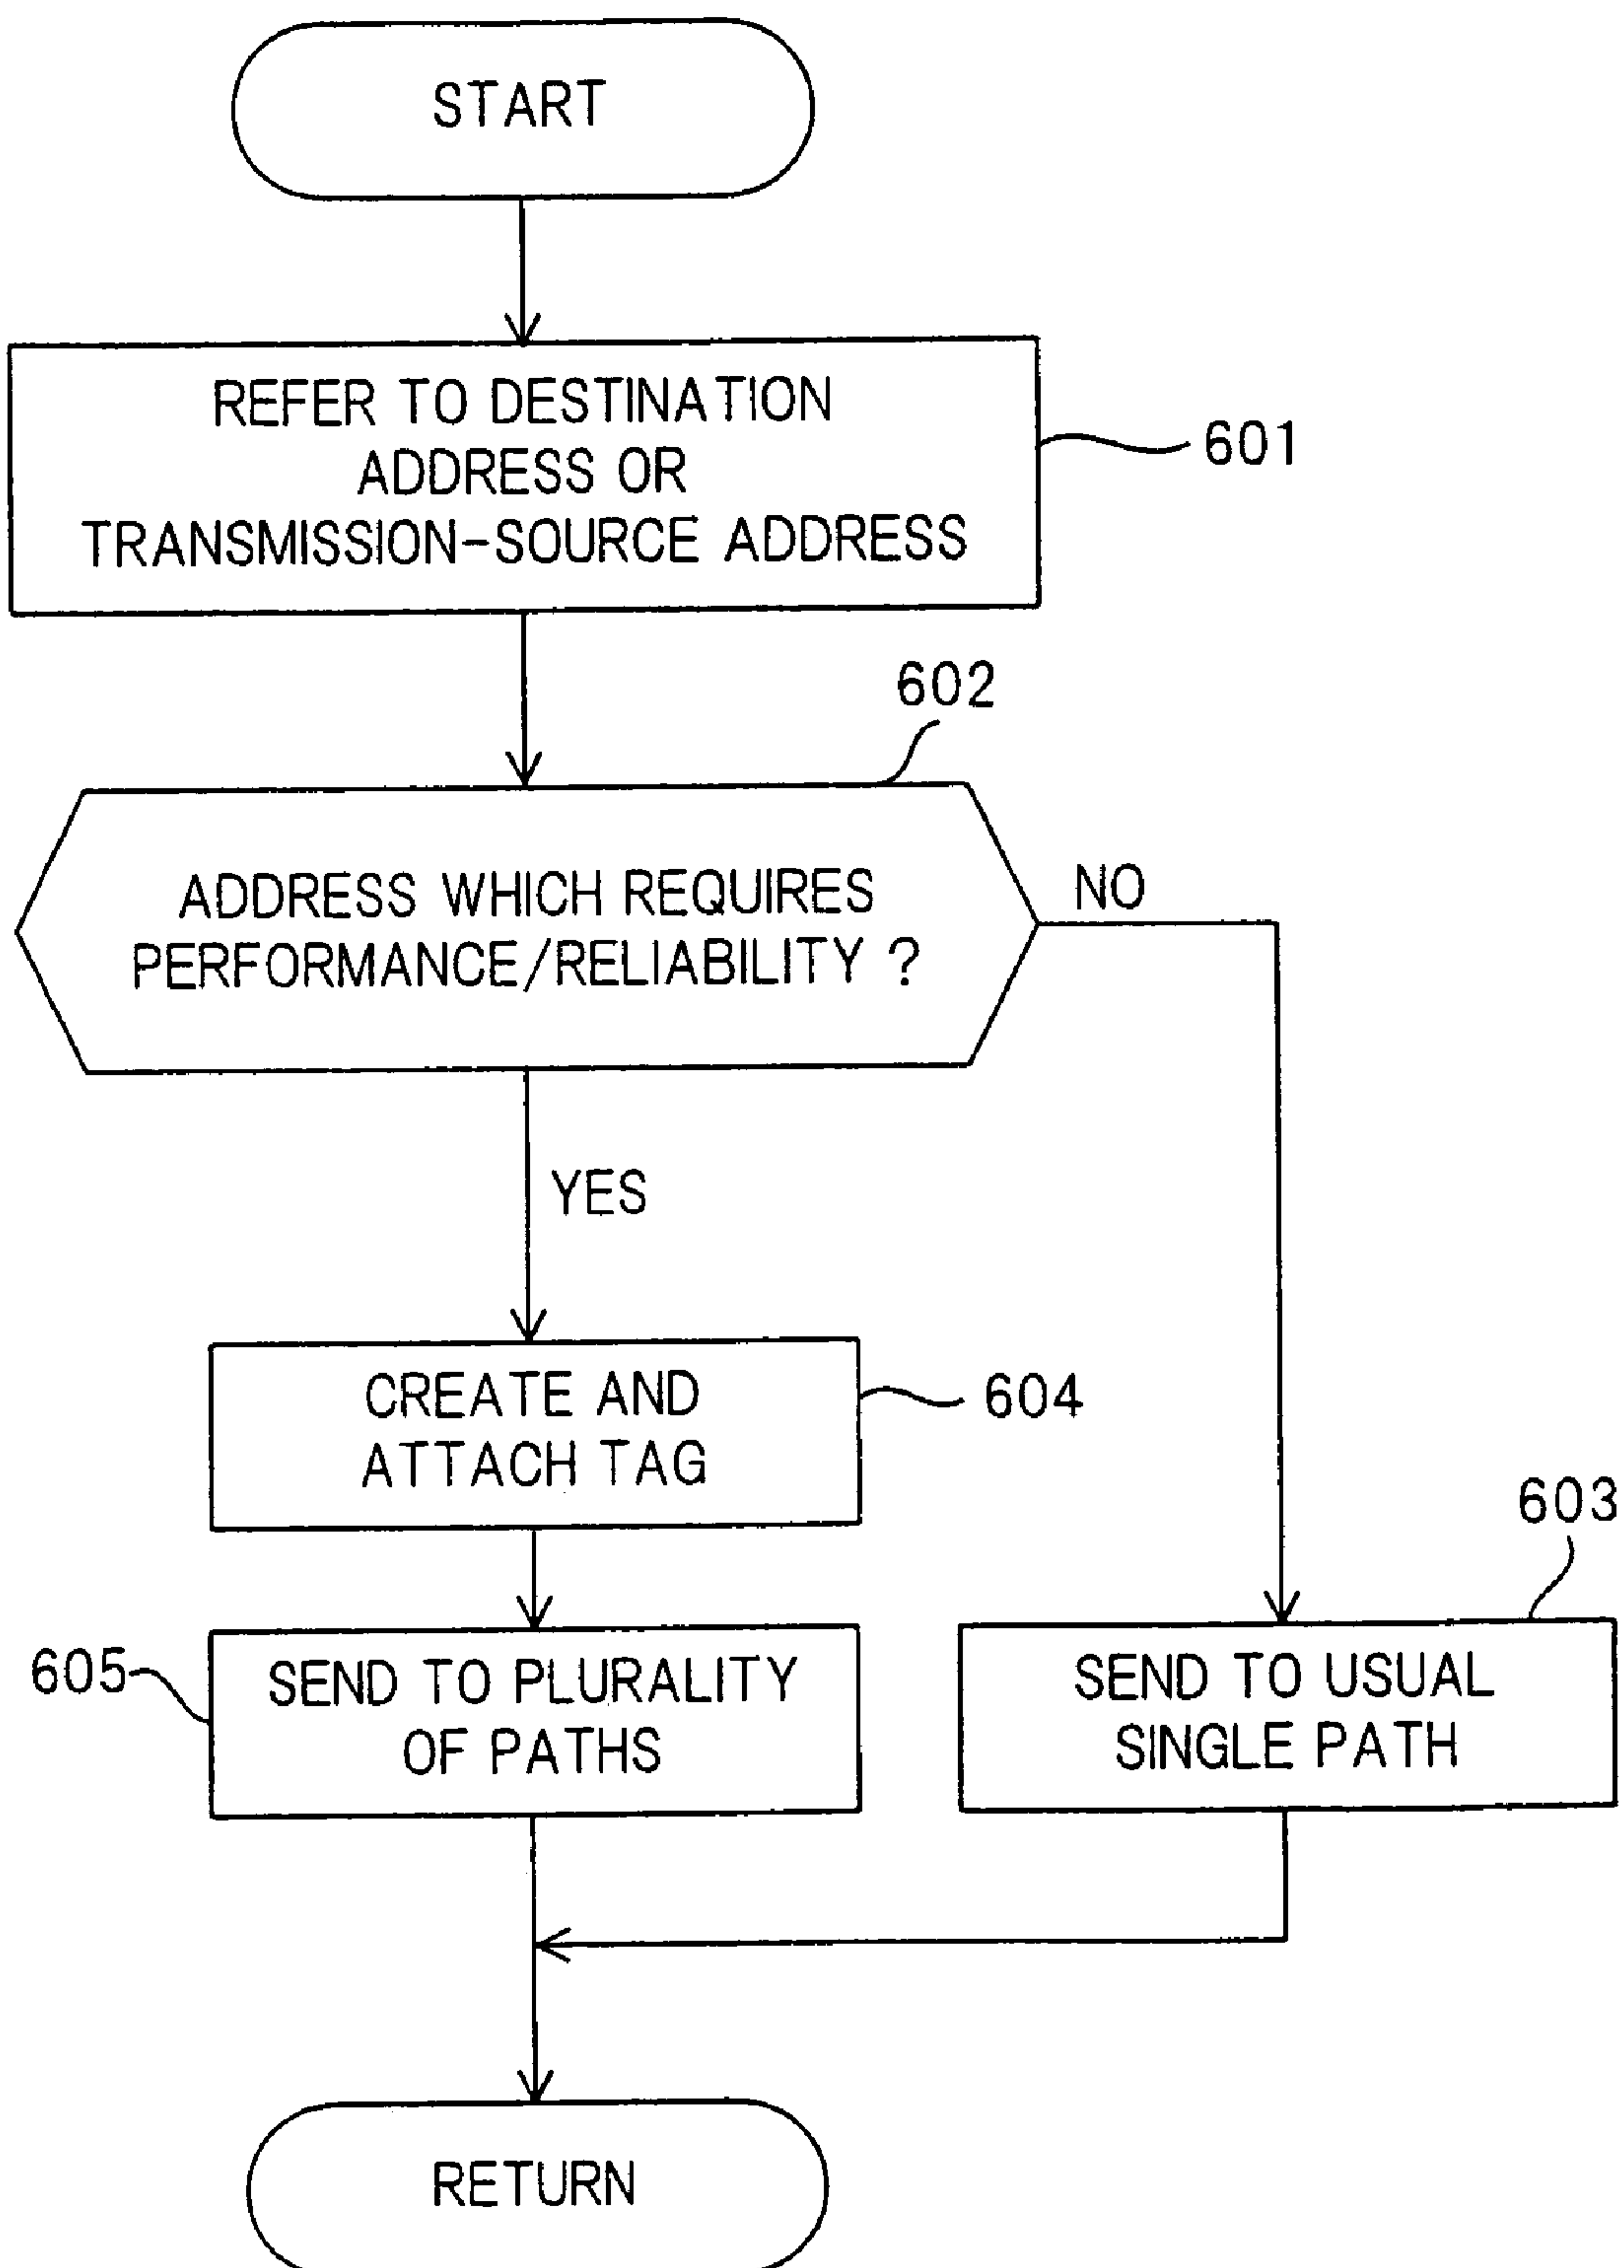 START
REFER TO DESTINATION
ADDRESS OR
TRANSMISSION-SOURCE ADDRESS
601
602
ADDRESS WHICH REQUIRES
PERFORMANCE/RELIABILITY ?
NO
YES
CREATE AND
ATTACH TAG
604
603
605
SEND TO PLURALITY
OF PATHS
SEND TO USUAL
SINGLE PATH
RETURN